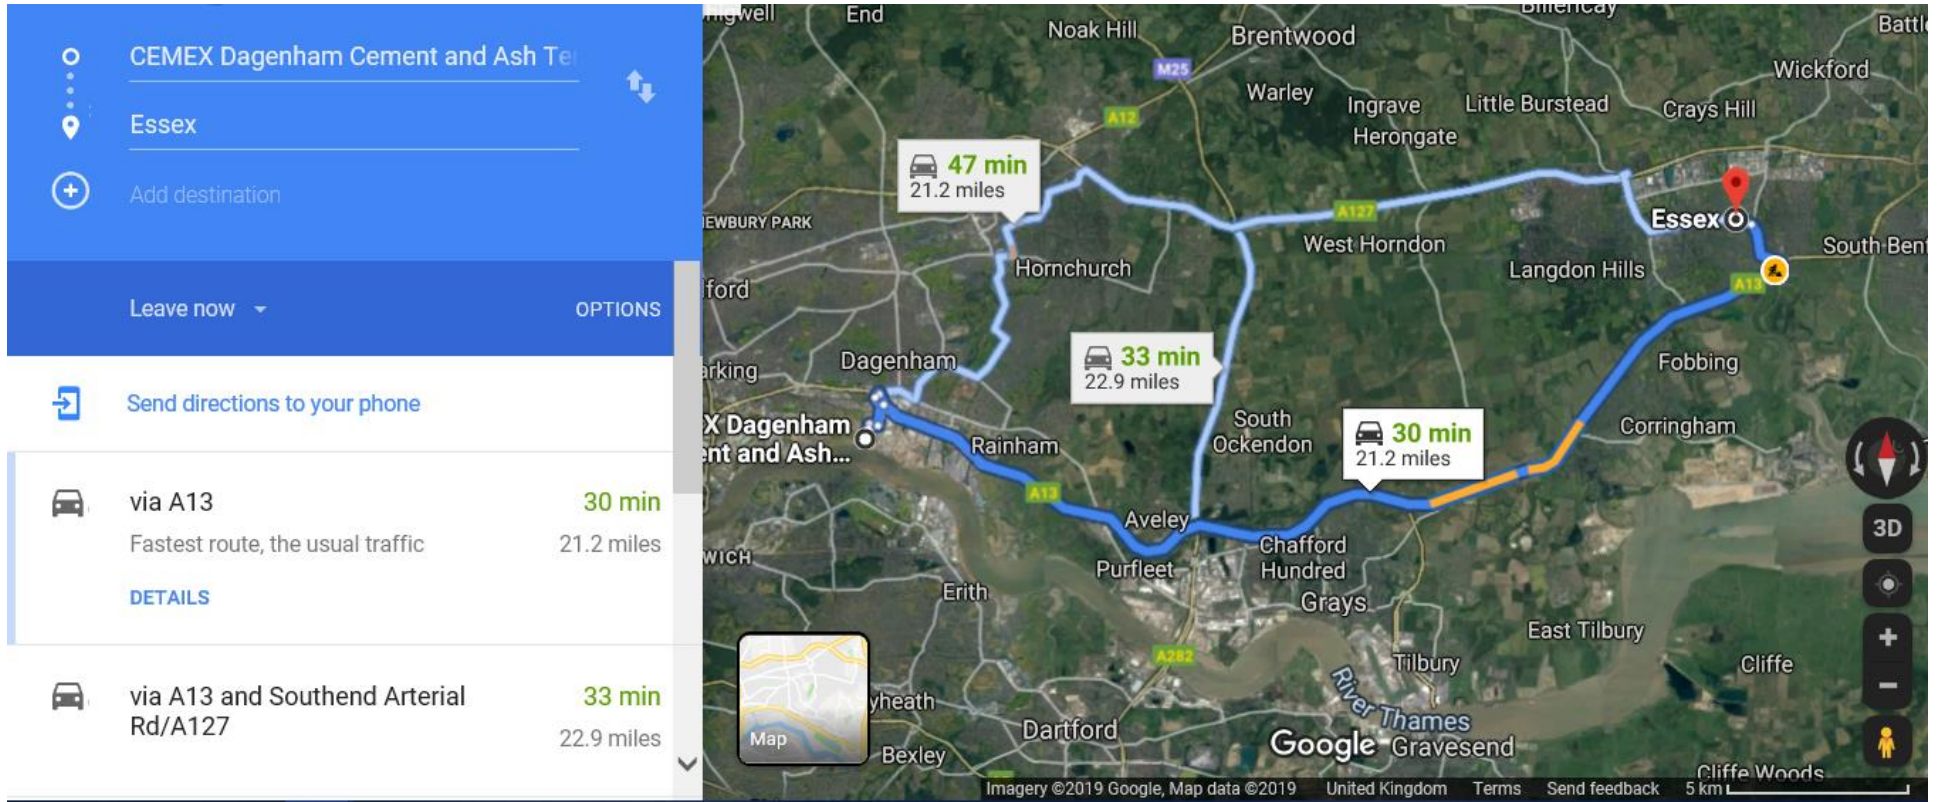 CEMEX Dagenham Cement and Ash Te
Essex
Add destination
Leave now
OPTIONS
Send directions to your phone
via A13
30 min
Fastest route, the usual traffic
21.2 miles
DETAILS
via A13 and Southend Arterial
Rd/A127
33 min
22.9 miles
End
Noak Hill
Brentwood
Battl
M25
Wickford
Warley
Ingrave
Little Burstead
Crays Hill
A12
Herongate
47 min
21.2 miles
EWBURY PARK
A127
Essex
West Horndon
South Ben
Hornchurch
Langdon Hills
A13
lford
33 min
22.9 miles
Dagenham
arking
Fobbing
X Dagenham
ent and Ash...
Rainham
South
Ockendon
30 min
21.2 miles
Corringham
A13
Aveley
3D
WICH
Purfleet
Chafford
Hundred
Erith
Grays
East Tilbury
A282
Tilbury
Cliffe
yheath
River Thames
Map
Dartford
Bexley
Google
Gravesend
Cliffe Woods
Imagery ©2019 Google, Map data ©2019
United Kingdom
Terms
Send feedback
5 km